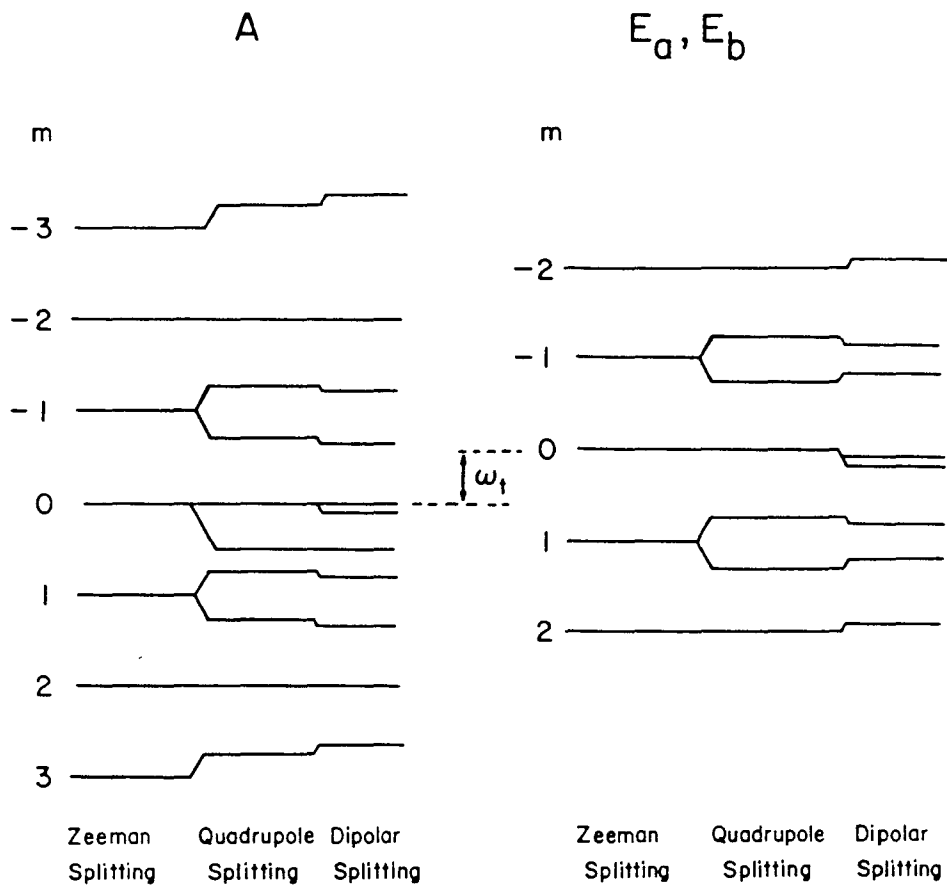 A
E_a, E_b
m
m
-3
-2
-1
0
1
2
3
ω_t
-2
-1
0
1
2
Zeeman Splitting
Quadrupole Splitting
Dipolar Splitting
Zeeman Splitting
Quadrupole Splitting
Dipolar Splitting